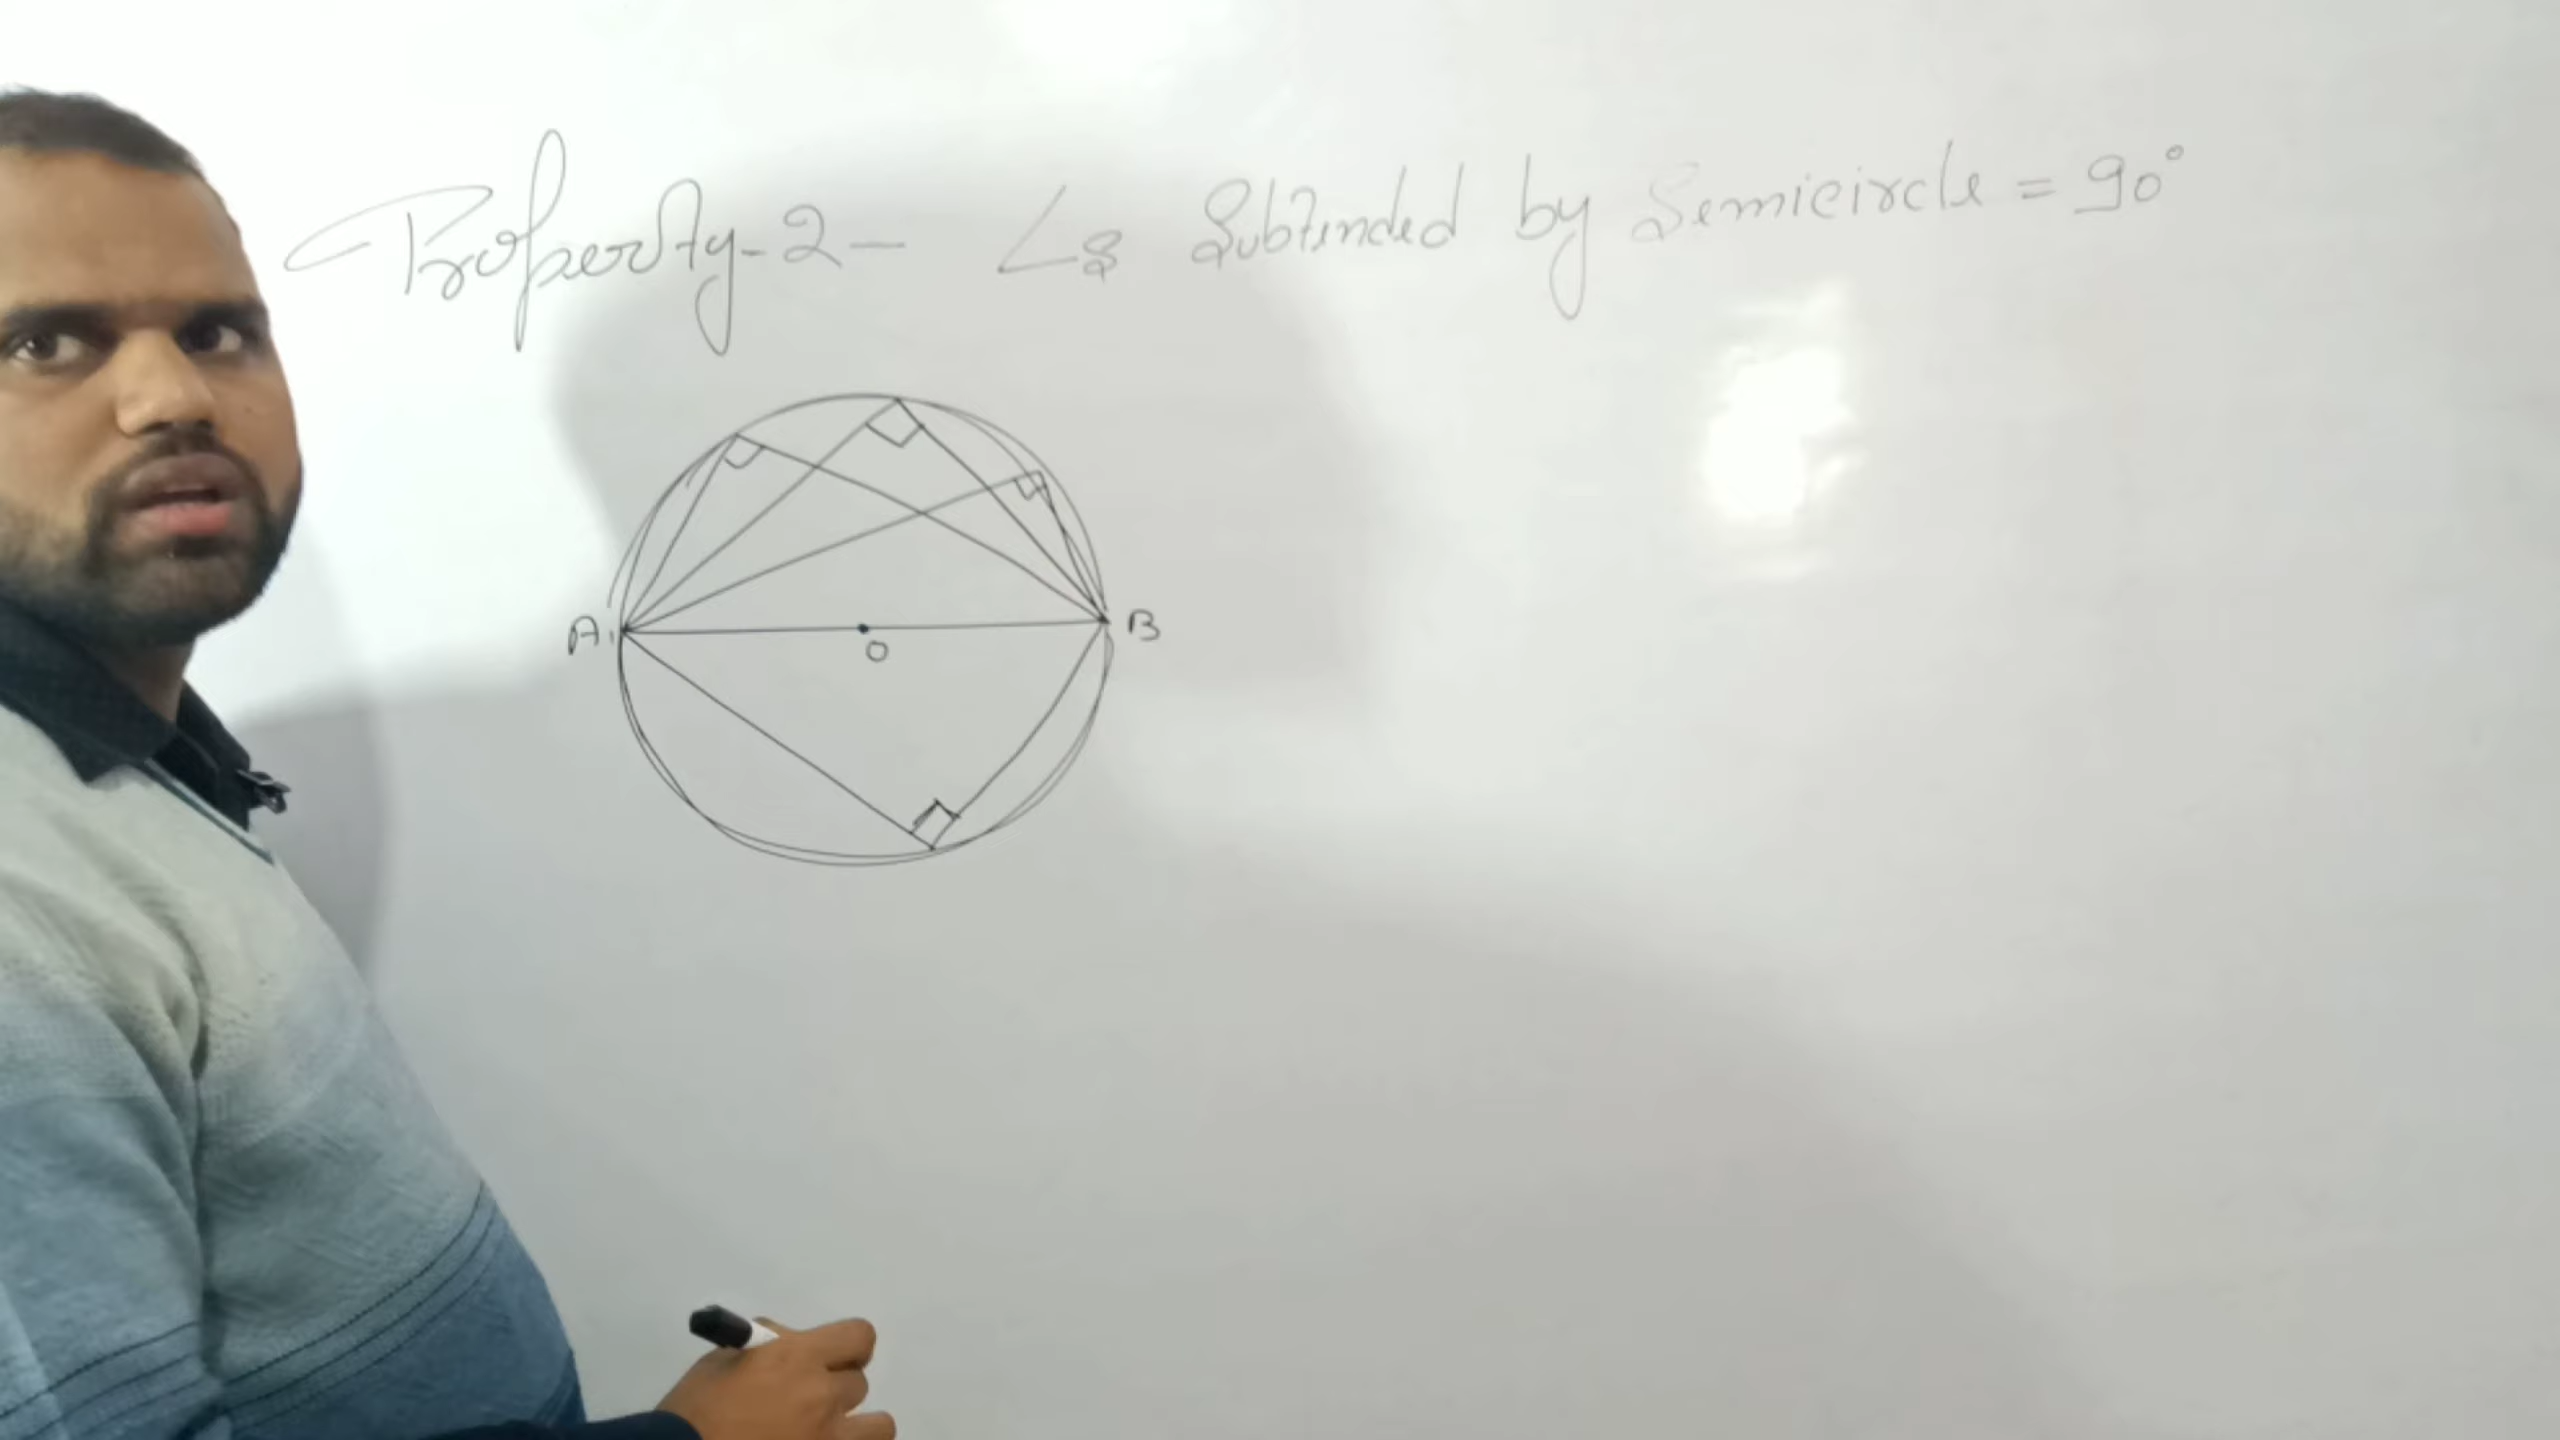 Property-2- ∠s Subtended by Semicircle = 90°
A B
O